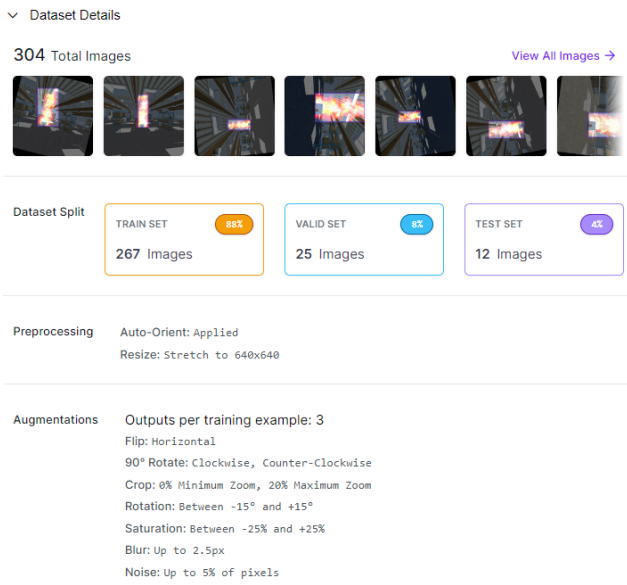 Dataset Details
304 Total Images
View All Images →
Dataset Split
TRAIN SET 88%
267 Images
VALID SET 8%
25 Images
TEST SET 4%
12 Images
Preprocessing
Auto-Orient: Applied
Resize: Stretch to 640x640
Augmentations
Outputs per training example: 3
Flip: Horizontal
90° Rotate: Clockwise, Counter-Clockwise
Crop: 0% Minimum Zoom, 20% Maximum Zoom
Rotation: Between -15° and +15°
Saturation: Between -25% and +25%
Blur: Up to 2.5px
Noise: Up to 5% of pixels